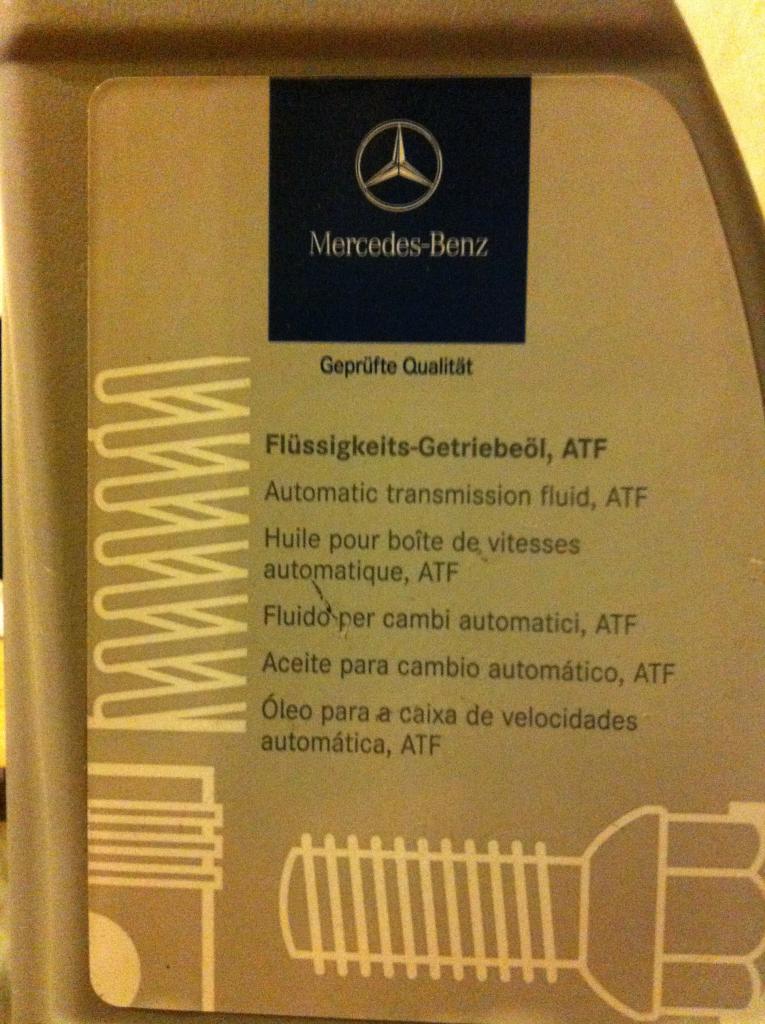 Mercedes-Benz
Geprüfte Qualität
Flüssigkeits-Getriebeöl, ATF
Automatic transmission fluid, ATF
Huile pour boîte de vitesses
automatique, ATF
Fluido per cambi automatici, ATF
Aceite para cambio automático, ATF
Óleo para a caixa de velocidades
automática, ATF